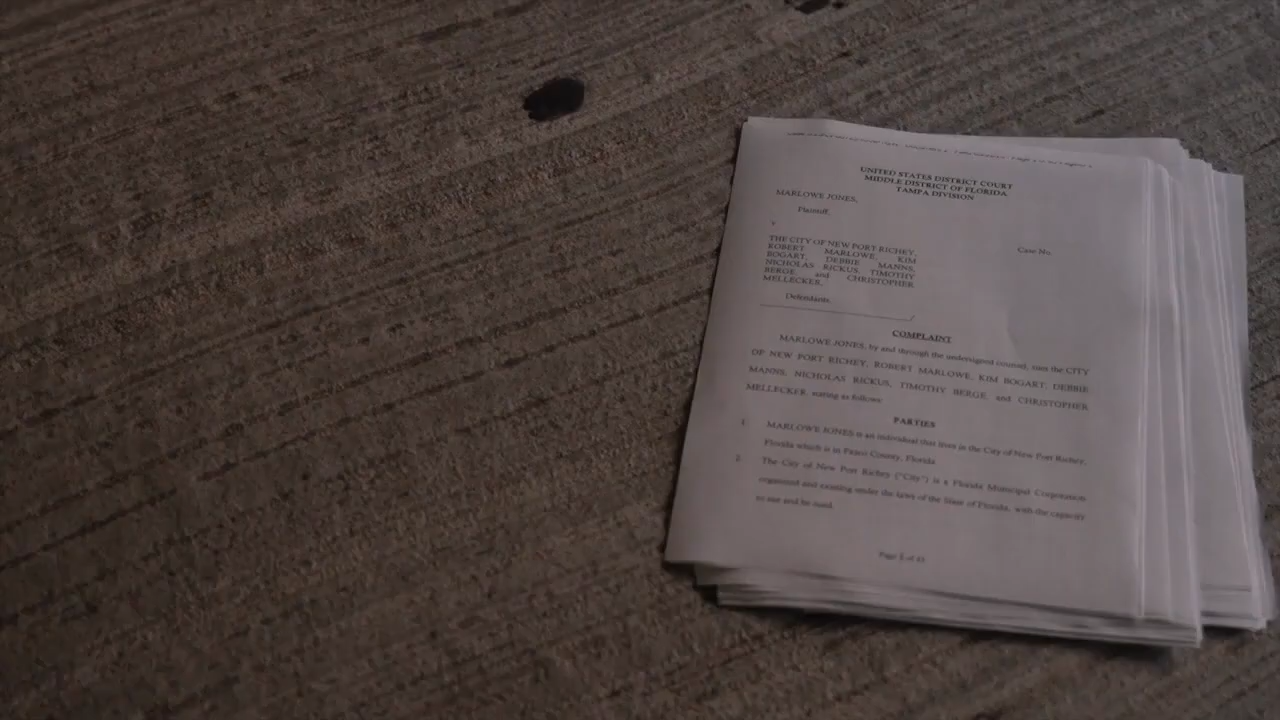 UNITED STATES DISTRICT COURT
MIDDLE DISTRICT OF FLORIDA
TAMPA DIVISION
MARLOWE JONES,
Plaintiff,
v
THE CITY OF NEW PORT RICHEY,
ROBERT MARLOWE, KIM
BOGART, DEBBIE MANNS,
NICHOLAS RICKUS, TIMOTHY
BERGE, and CHRISTOPHER
MELLECKER,
Case No.
Defendants.
COMPLAINT
MARLOWE JONES, by and through the undersigned counsel, sues the CITY
OF NEW PORT RICHEY, ROBERT MARLOWE, KIM BOGART, DEBBIE
MANNS, NICHOLAS RICKUS, TIMOTHY BERGE, and CHRISTOPHER
MELLECKER, stating as follows:
PARTIES
1. MARLOWE JONES is an individual that lives in the City of New Port Richey,
Florida which is in Pasco County, Florida
2. The City of New Port Richey ("City") is a Florida Municipal Corporation
organized and existing under the laws of the State of Florida, with the capacity
to sue and be sued.
Page 1 of